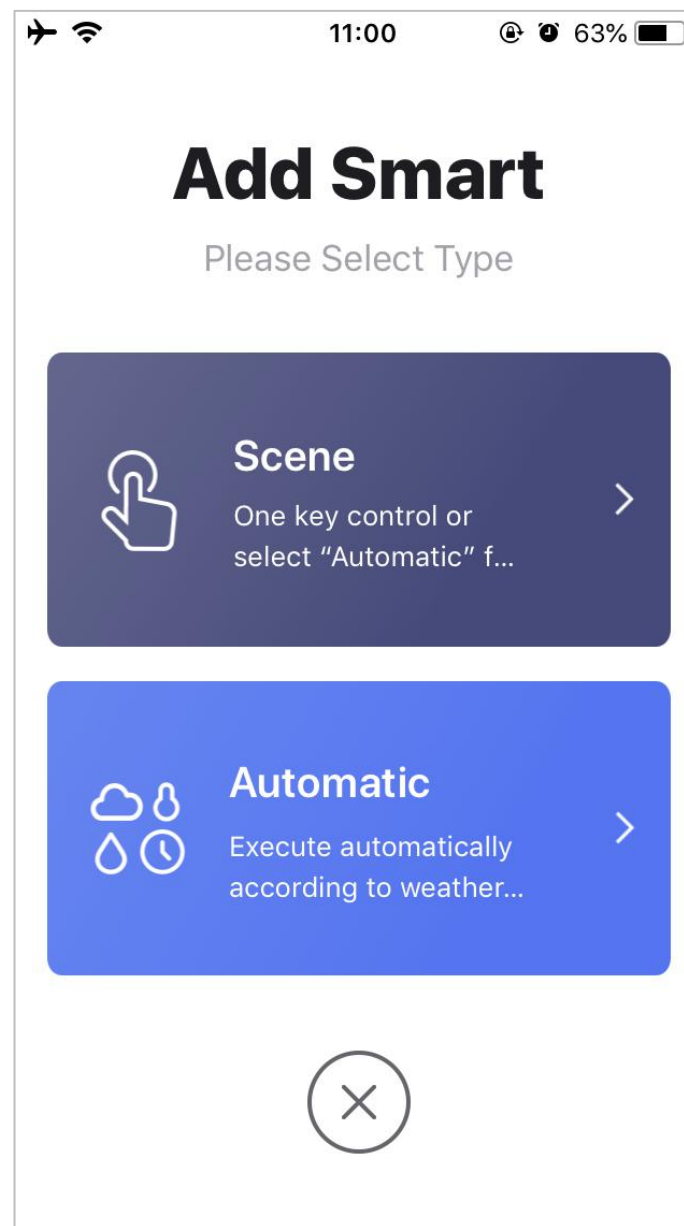 11:00 63%
Add Smart
Please Select Type
Scene
One key control or
select “Automatic” f...
Automatic
Execute automatically
according to weather...